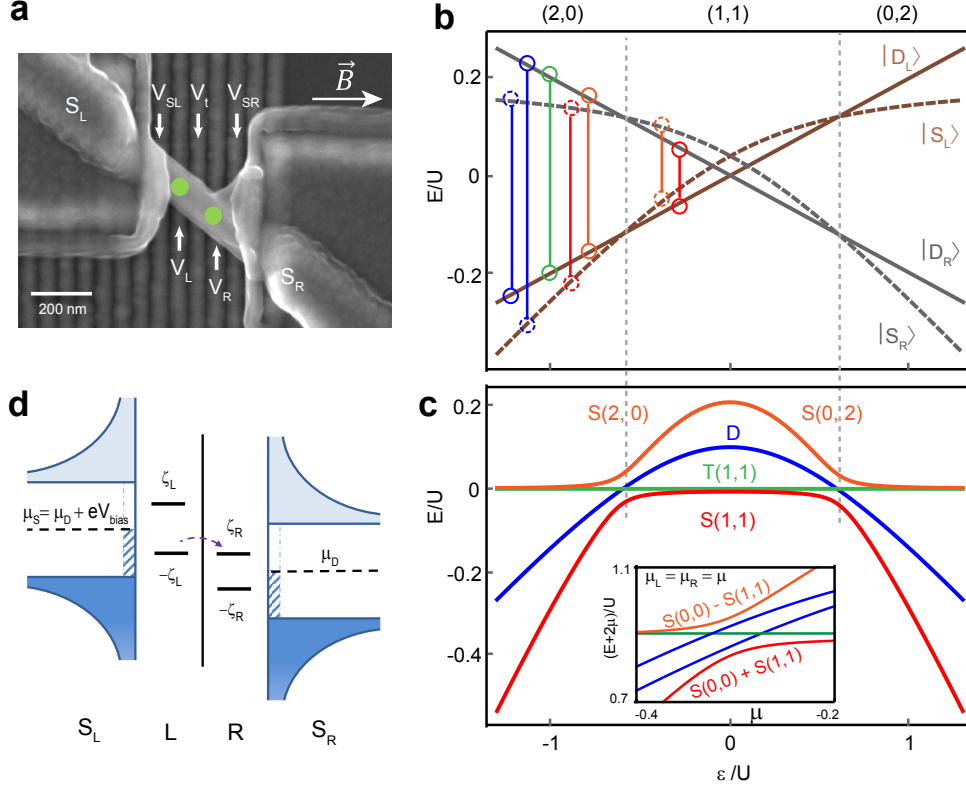 a
S_L
V_SL
V_t
V_SR
B⃗
V_L
V_R
S_R
200 nm
b
(2,0)
(1,1)
(0,2)
E/U
0.2
0
-0.2
|D_L⟩
|S_L⟩
|D_R⟩
|S_R⟩
c
E/U
0.2
0
-0.2
-0.4
S(2, 0)
S(0, 2)
D
T(1,1)
S(1,1)
(E+2μ)/U
1.1
0.7
μ_L = μ_R = μ
S(0,0) - S(1,1)
S(0,0) + S(1,1)
-0.4
μ
-0.2
-1
0
1
ε /U
d
μ_S= μ_D + eV_bias
ζ_L
-ζ_L
ζ_R
-ζ_R
μ_D
S_L
L
R
S_R